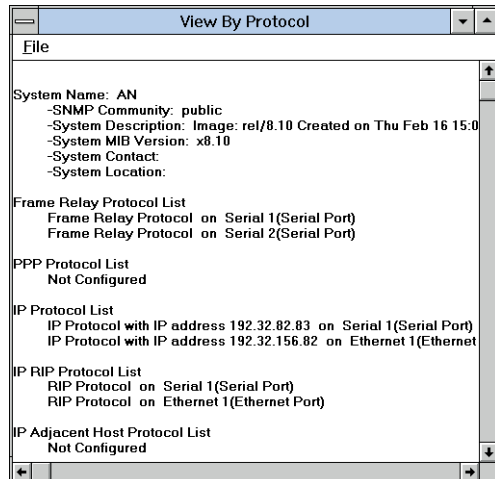 View By Protocol
File
System Name: AN
-SNMP Community: public
-System Description: Image: rel/8.10 Created on Thu Feb 16 15:0
-System MIB Version: x8.10
-System Contact:
-System Location:
Frame Relay Protocol List
Frame Relay Protocol on Serial 1(Serial Port)
Frame Relay Protocol on Serial 2(Serial Port)
PPP Protocol List
Not Configured
IP Protocol List
IP Protocol with IP address 192.32.82.83 on Serial 1(Serial Port)
IP Protocol with IP address 192.32.156.82 on Ethernet 1(Ethernet
IP RIP Protocol List
RIP Protocol on Serial 1(Serial Port)
RIP Protocol on Ethernet 1(Ethernet Port)
IP Adjacent Host Protocol List
Not Configured